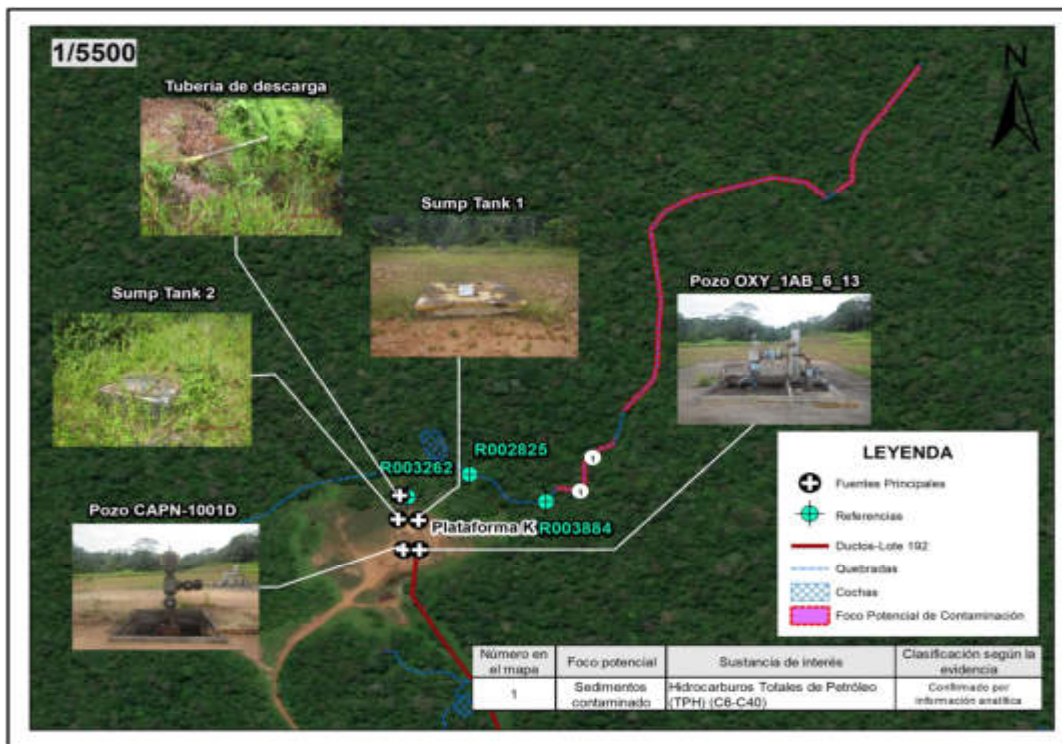 1/5500
N
Tubería de descarga
Sump Tank 1
Sump Tank 2
Pozo OXY_1AB_6_13
R002825
R003262
R003884
Plataforma K
Pozo CAPN-1001D
1
1
LEYENDA
Fuentes Principales
Referencias
Ductos-Lote 192
Quebradas
Cochas
Foco Potencial de Contaminación
Número en el mapa
Foco potencial
Sustancia de interés
Clasificación según la evidencia
1
Sedimentos contaminado
Hidrocarburos Totales de Petróleo (TPH) (C6-C40)
Confirmado por información analítica